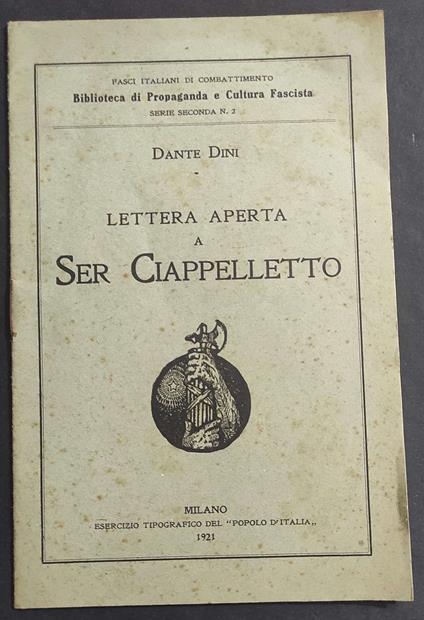 FASCI ITALIANI DI COMBATTIMENTO
Biblioteca di Propaganda e Cultura Fascista
SERIE SECONDA N. 2
DANTE DINI
LETTERA APERTA
A
SER CIAPPELLETTO
MILANO
ESERCIZIO TIPOGRAFICO DEL "POPOLO D'ITALIA„
1921